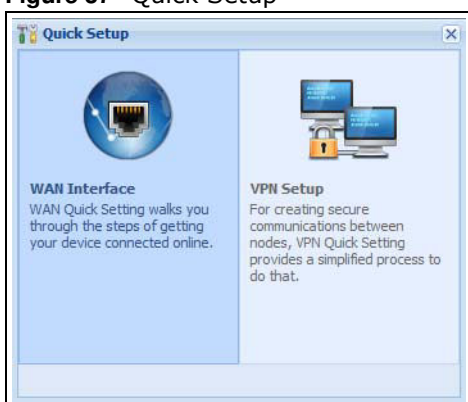 Figure 37 Quick Setup
Quick Setup
WAN Interface
WAN Quick Setting walks you
through the steps of getting
your device connected online.
VPN Setup
For creating secure
communications between
nodes, VPN Quick Setting
provides a simplified process to
do that.